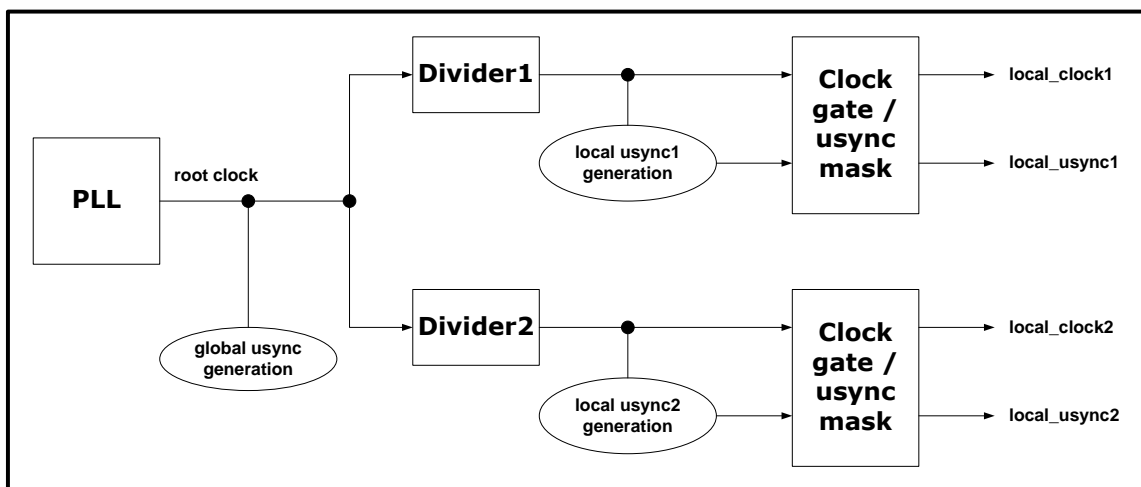 Divider1
Clock
gate /
usync
mask
local_clock1
local_usync1
local usync1
generation
PLL
root clock
global usync
generation
Divider2
Clock
gate /
usync
mask
local_clock2
local_usync2
local usync2
generation